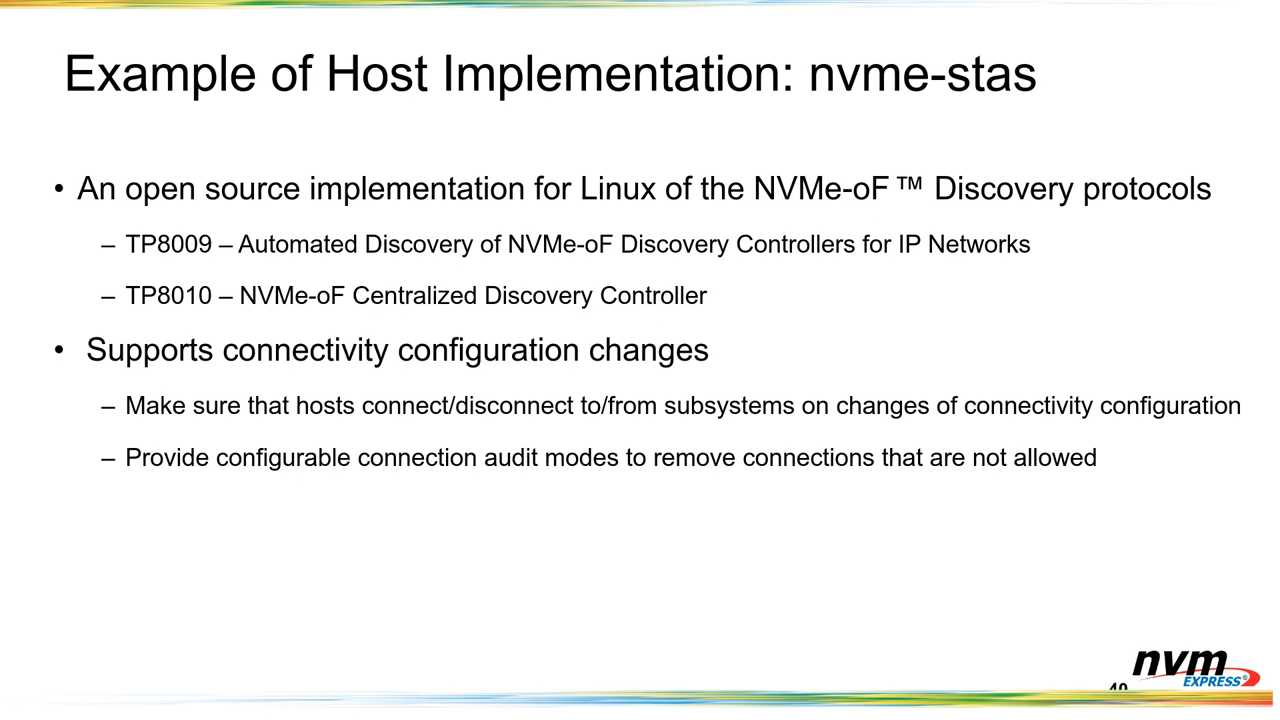 Example of Host Implementation: nvme-stas
• An open source implementation for Linux of the NVMe-oF™ Discovery protocols
– TP8009 – Automated Discovery of NVMe-oF Discovery Controllers for IP Networks
– TP8010 – NVMe-oF Centralized Discovery Controller
• Supports connectivity configuration changes
– Make sure that hosts connect/disconnect to/from subsystems on changes of connectivity configuration
– Provide configurable connection audit modes to remove connections that are not allowed
nvm
EXPRESS®